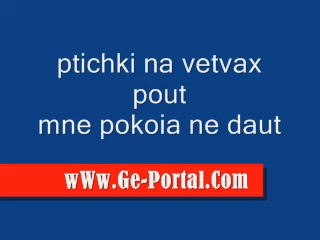 ptichki na vetvax
pout
mne pokoia ne daut
wWw.Ge-Portal.Com